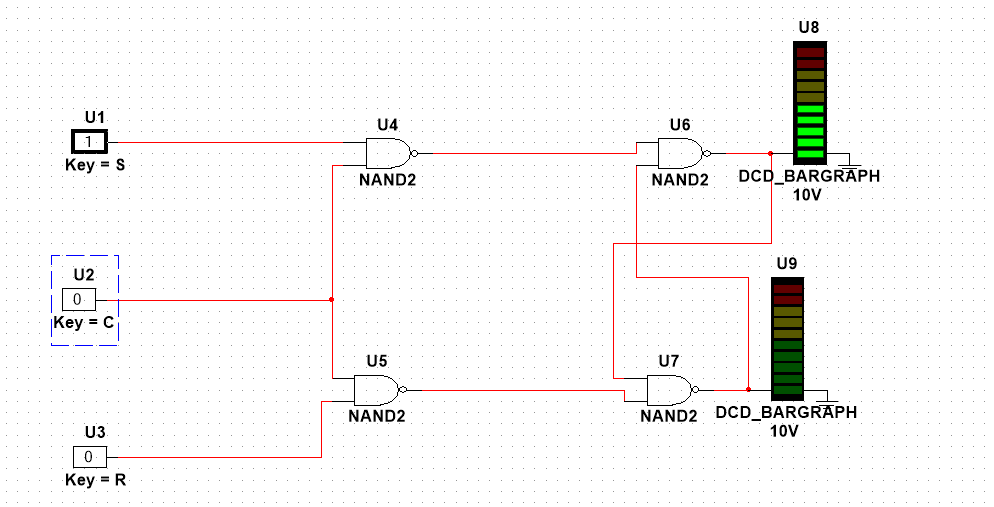 U8
U1
1
Key = S
U4
NAND2
U6
NAND2
DCD_BARGRAPH
10V
U2
0
Key = C
U9
U5
NAND2
U7
NAND2
DCD_BARGRAPH
10V
U3
0
Key = R